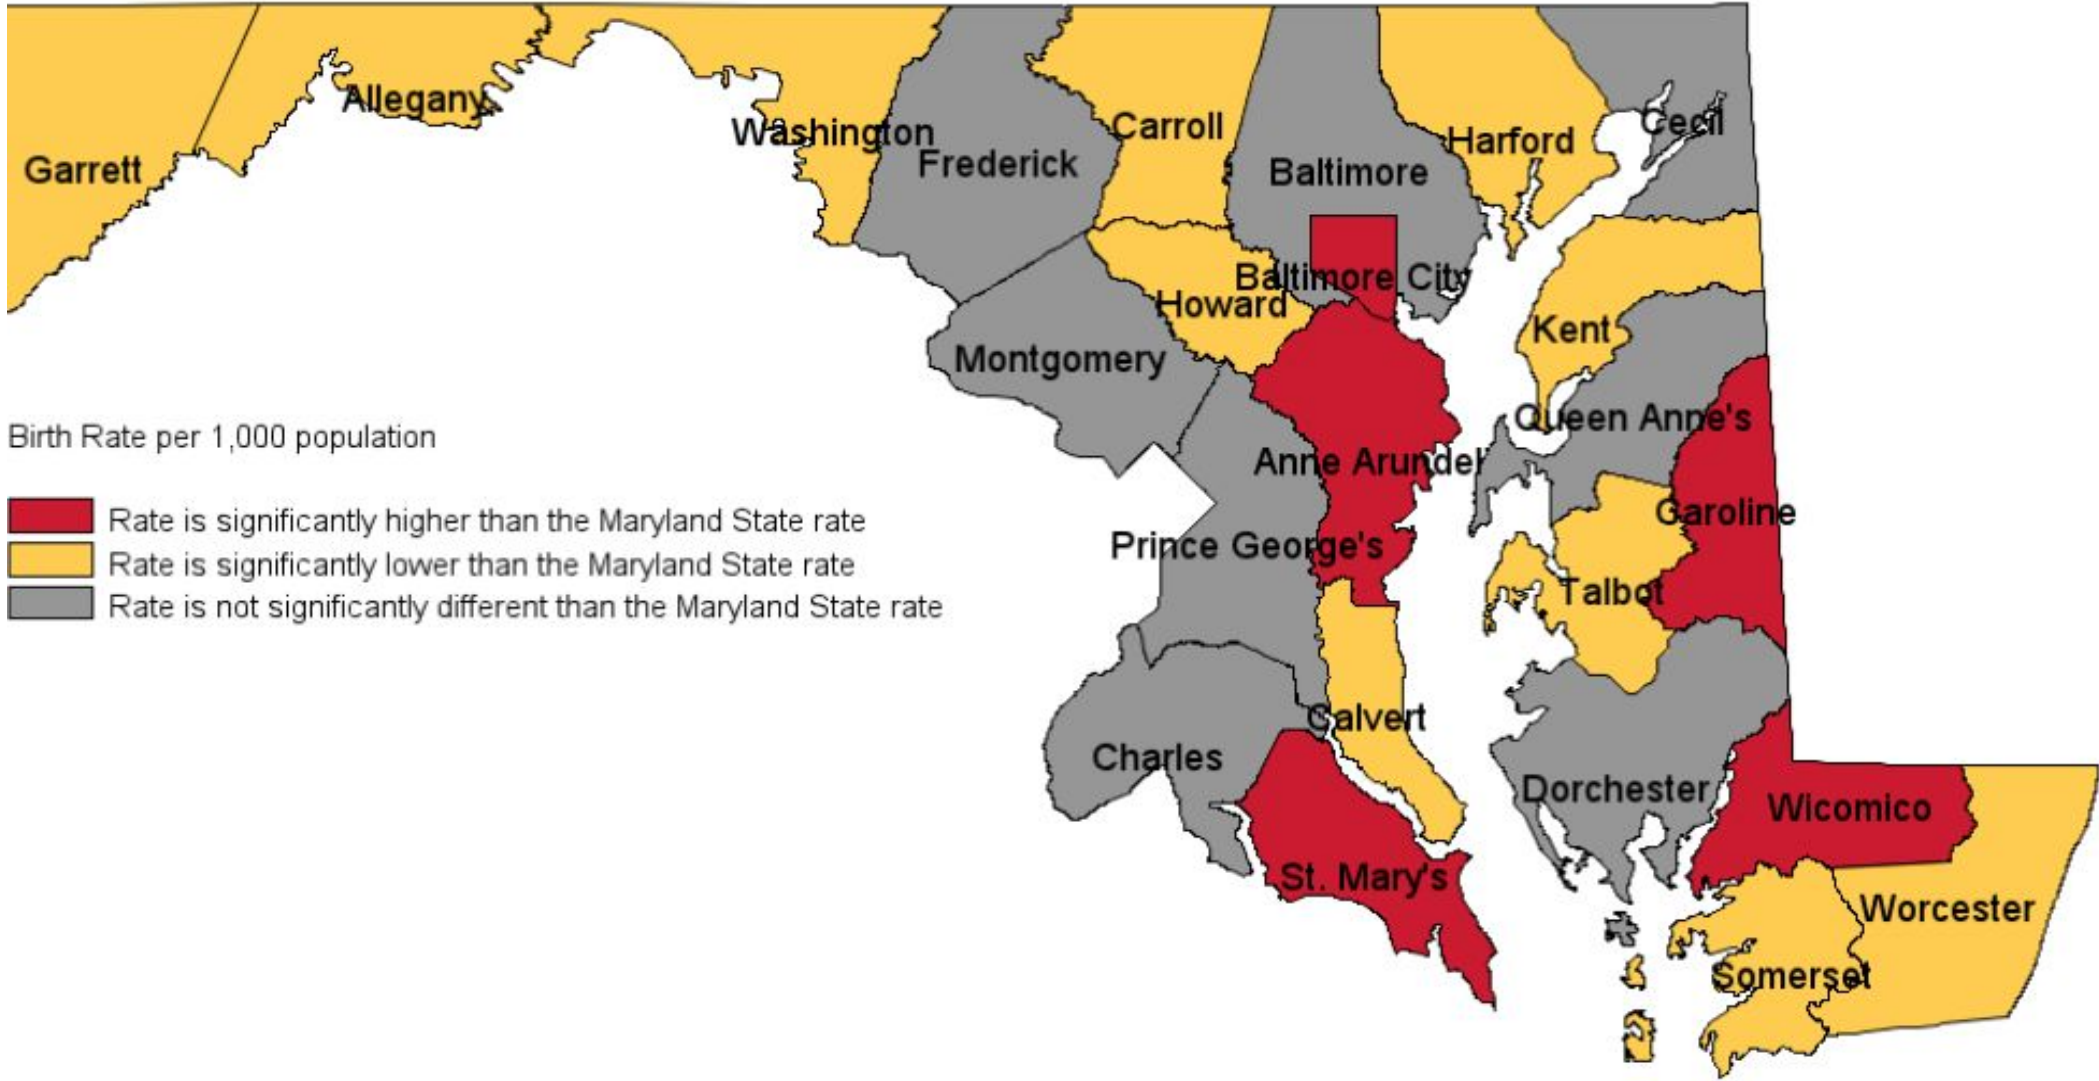 Allegany
Washington
Carroll
Harford
Cecil
Garrett
Frederick
Baltimore
Baltimore City
Howard
Kent
Montgomery
Queen Anne's
Birth Rate per 1,000 population
Anne Arundel
Rate is significantly higher than the Maryland State rate
Caroline
Prince George's
Rate is significantly lower than the Maryland State rate
Talbot
Rate is not significantly different than the Maryland State rate
Calvert
Charles
Dorchester
Wicomico
St. Mary's
Worcester
Somerset